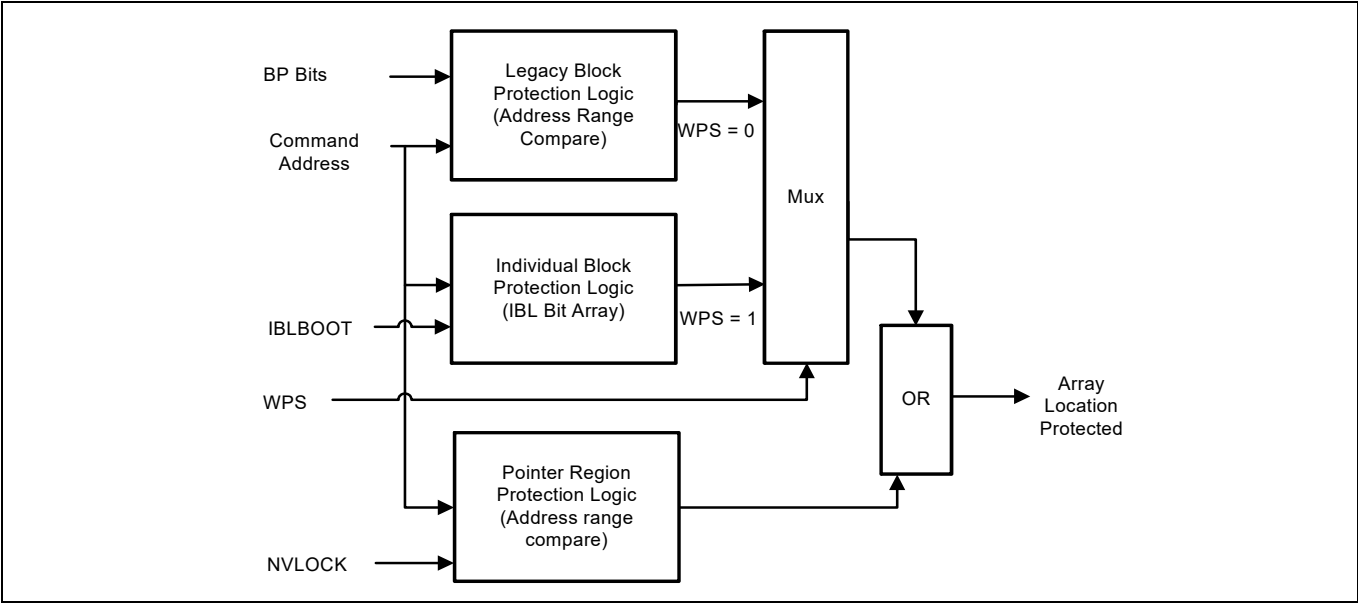 BP Bits
Command
Address
Legacy Block
Protection Logic
(Address Range
Compare)
WPS = 0
Mux
Individual Block
Protection Logic
(IBL Bit Array)
WPS = 1
IBLBOOT
WPS
OR
Array
Location
Protected
Pointer Region
Protection Logic
(Address range
compare)
NVLOCK